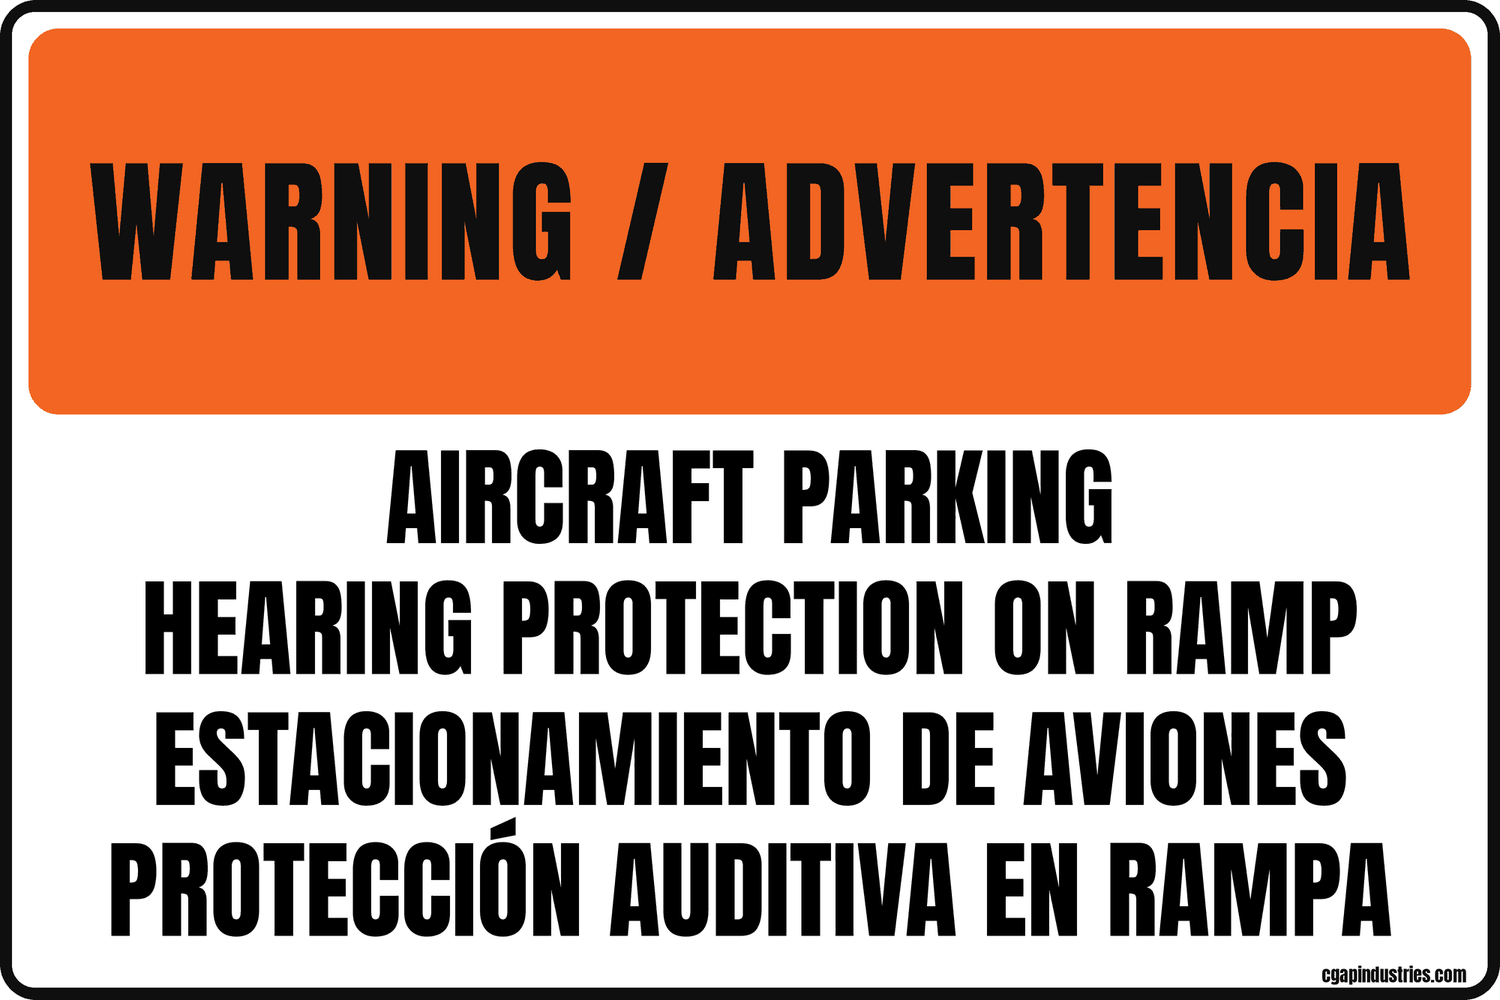 WARNING / ADVERTENCIA
AIRCRAFT PARKING
HEARING PROTECTION ON RAMP
ESTACIONAMIENTO DE AVIONES
PROTECCIÓN AUDITIVA EN RAMPA
cgapindustries.com